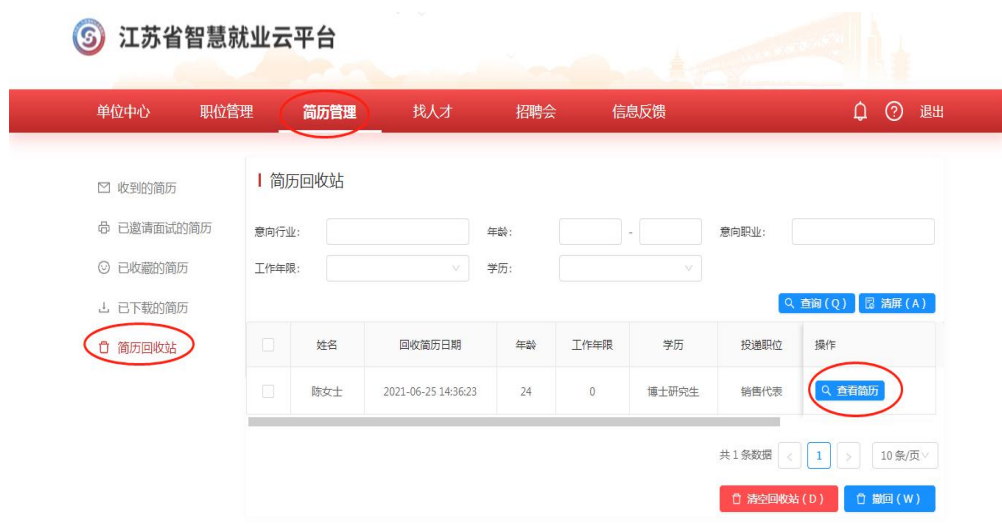 江苏省智慧就业云平台
单位中心 职位管理 简历管理 找人才 招聘会 信息反馈 退出
收到的简历
已邀请面试的简历
已收藏的简历
已下载的简历
简历回收站
简历回收站
意向行业: 年龄: - 意向职业:
工作年限: 学历:
查询(Q) 清屏(A)
姓名 回收简历日期 年龄 工作年限 学历 投递职位 操作
陈女士 2021-06-25 14:36:23 24 0 博士研究生 销售代表 查看简历
共 1 条数据 < 1 > 10 条/页
清空回收站(D) 撤回(W)